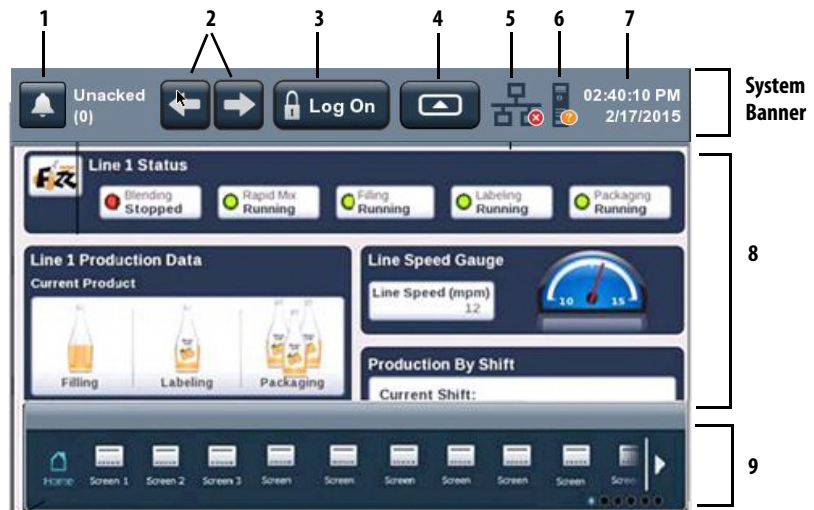 1 2 3 4 5 6 7
Unacked
(0)
Log On
02:40:10 PM
2/17/2015
System
Banner
Fizz
Line 1 Status
Blending
Stopped
Rapid Mix
Running
Filling
Running
Labeling
Running
Packaging
Running
8
Line 1 Production Data
Current Product
Filling
Labeling
Packaging
Line Speed Gauge
Line Speed (mpm)
12
10 15
Production By Shift
Current Shift:
Home
Screen 1
Screen 2
Screen 3
Screen
Screen
Screen
Screen
Screen
Screen
9